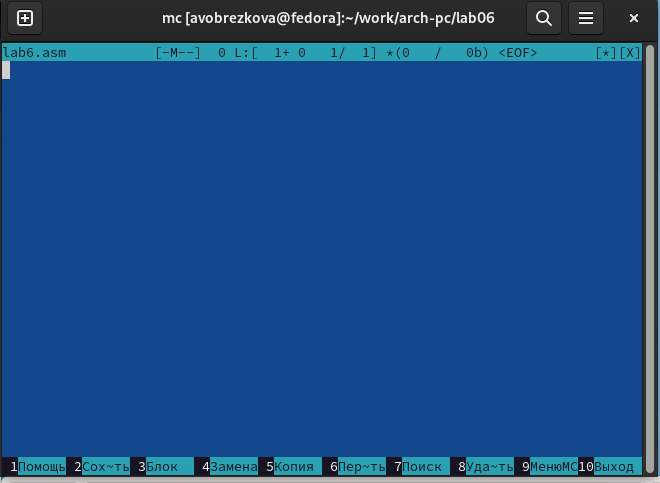 mc [avobrezkova@fedora]:~/work/arch-pc/lab06
lab6.asm [-M--] 0 L:[ 1+ 0 1/ 1] *(0 / 0b) <EOF> [*][X]
1Помощь 2Сох~ть 3Блок 4Замена 5Копия 6Пер~ть 7Поиск 8Уда~ть 9МенюMC 10Выход